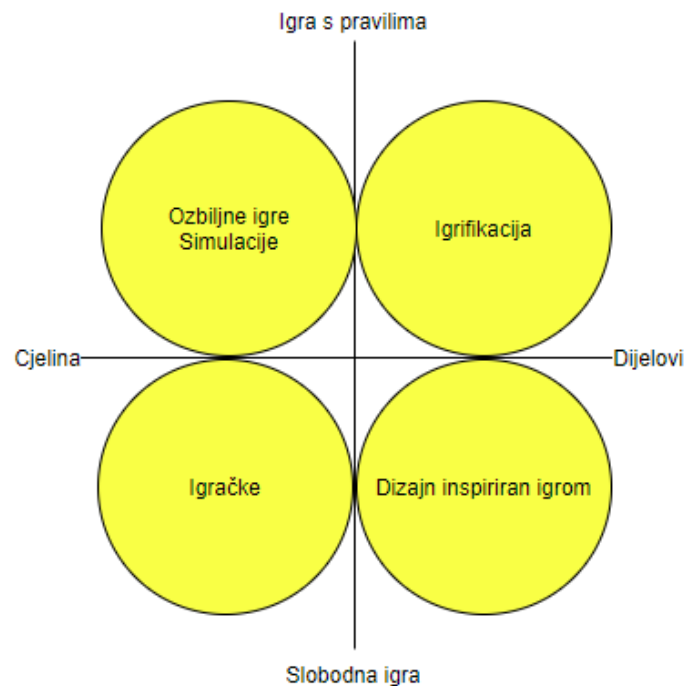 Igra s pravilima
Ozbiljne igre
Simulacije
Igrifikacija
Cjelina
Dijelovi
Igračke
Dizajn inspiriran igrom
Slobodna igra